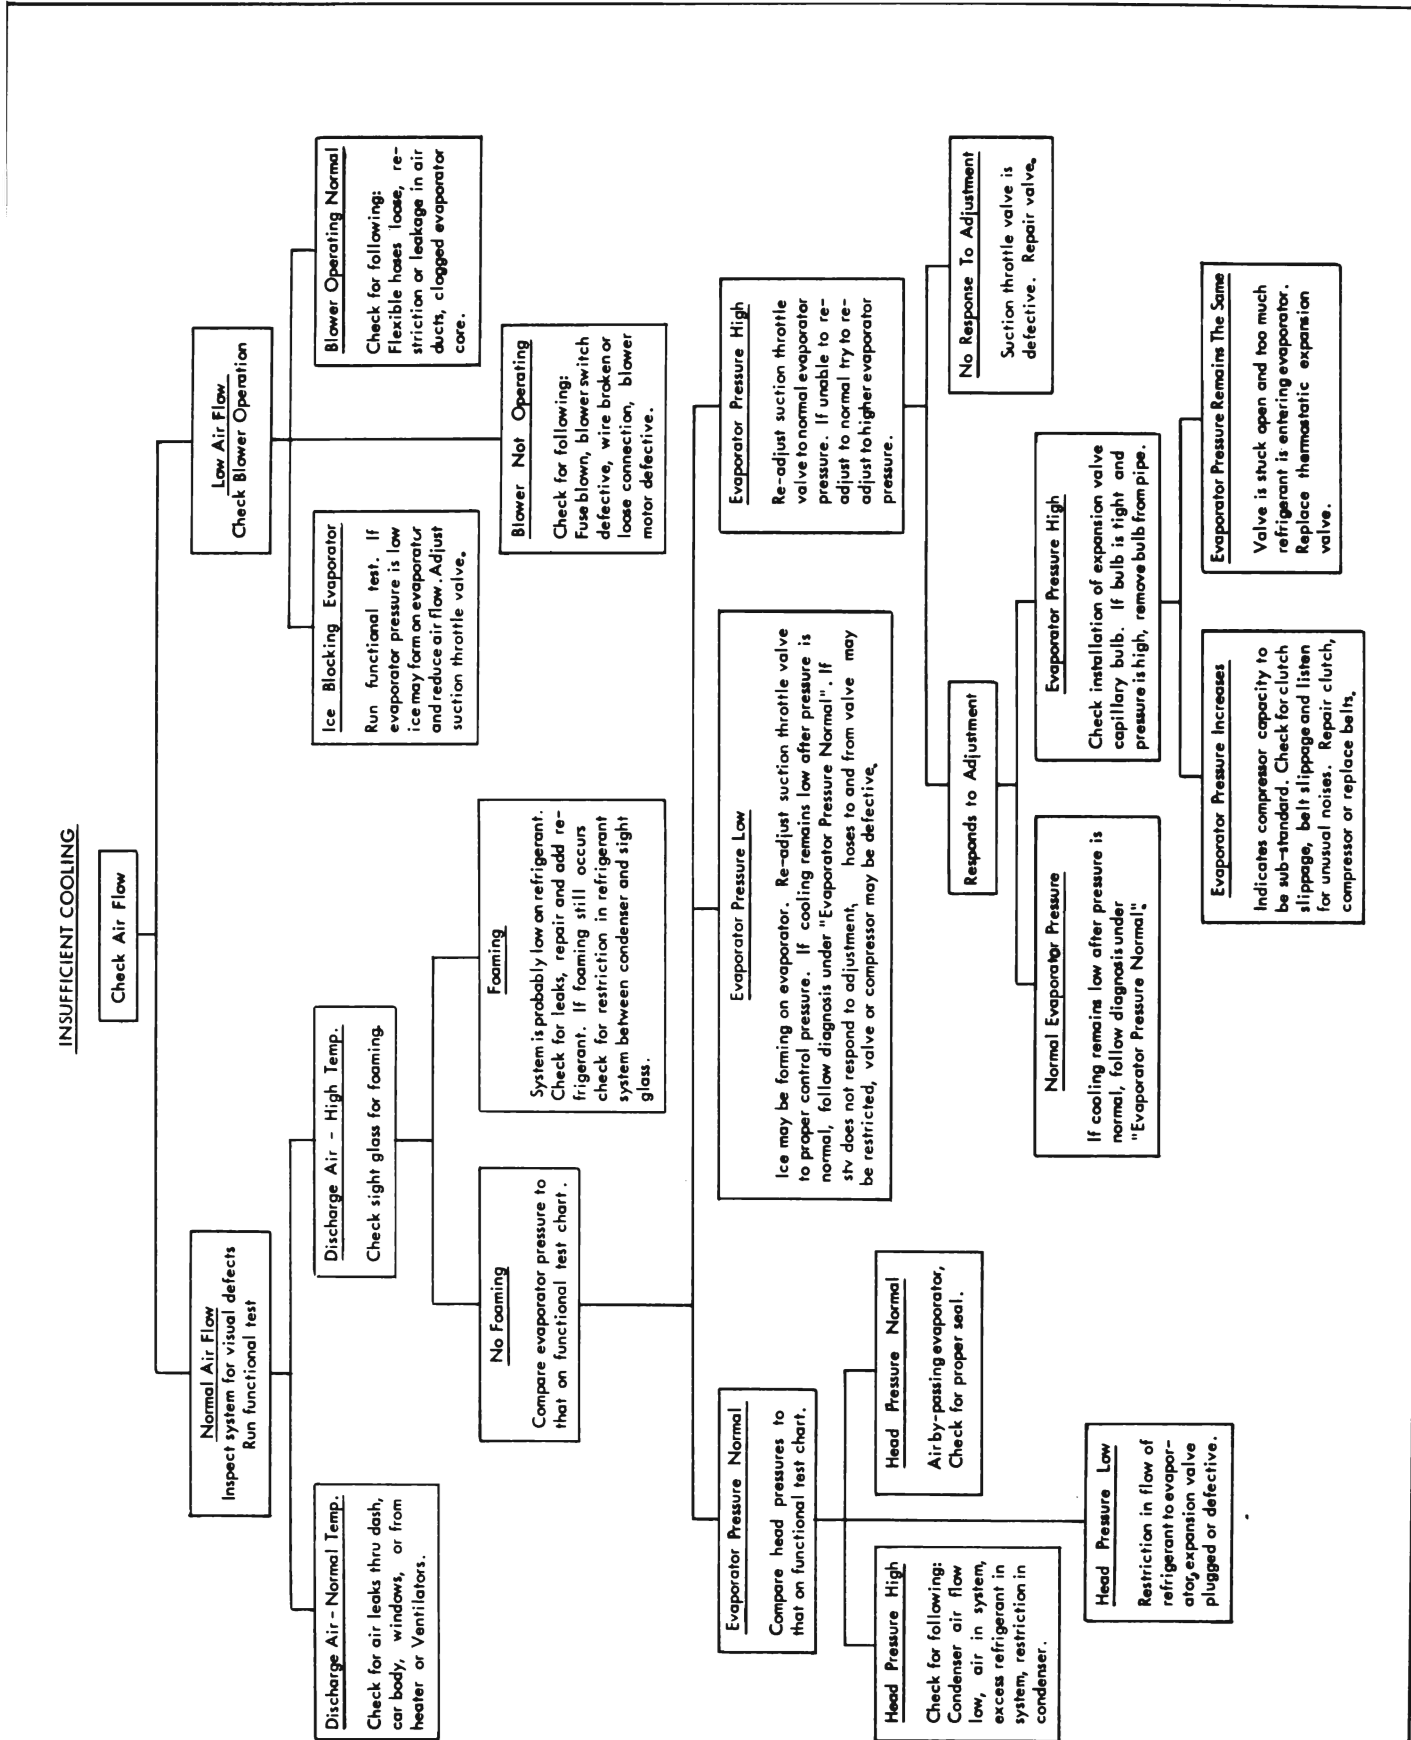 INSUFFICIENT COOLING
Check Air Flow
Normal Air Flow
Inspect system for visual defects
Run functional test
Low Air Flow
Check Blower Operation
Discharge Air - Normal Temp.
Check for air leaks thru dash,
car body, windows, or from
heater or Ventilators.
Discharge Air - High Temp.
Check sight glass for foaming.
Ice Blocking Evaporator
Run functional test. If
evaporator pressure is low
ice may form on evaporator
and reduce air flow. Adjust
suction throttle valve.
Blower Operating Normal
Check for following:
Flexible hoses loose, re-
striction or leakage in air
ducts, clogged evaporator
core.
No Foaming
Compare evaporator pressure to
that on functional test chart.
Foaming
System is probably low on refrigerant.
Check for leaks, repair and add re-
frigerant. If foaming still occurs
check for restriction in refrigerant
system between condenser and sight
glass.
Blower Not Operating
Check for following:
Fuse blown, blower switch
defective, wire broken or
loose connection, blower
motor defective.
Evaporator Pressure Normal
Compare head pressures to
that on functional test chart.
Evaporator Pressure Low
Ice may be forming on evaporator. Re-adjust suction throttle valve
to proper control pressure. If cooling remains low after pressure is
normal, follow diagnosis under "Evaporator Pressure Normal". If
stv does not respond to adjustment, hoses to and from valve may
be restricted, valve or compressor may be defective.
Evaporator Pressure High
Re-adjust suction throttle
valve to normal evaporator
pressure. If unable to re-
adjust to normal try to re-
adjust to higher evaporator
pressure.
Head Pressure High
Check for following:
Condenser air flow
low, air in system,
excess refrigerant in
system, restriction in
condenser.
Head Pressure Normal
Air by-passing evaporator,
Check for proper seal.
Responds to Adjustment
No Response To Adjustment
Suction throttle valve is
defective. Repair valve.
Head Pressure Low
Restriction in flow of
refrigerant to evapor-
ator, expansion valve
plugged or defective.
Normal Evaporator Pressure
If cooling remains low after pressure is
normal, follow diagnosis under
"Evaporator Pressure Normal".
Evaporator Pressure High
Check installation of expansion valve
capillary bulb. If bulb is tight and
pressure is high, remove bulb from pipe.
Evaporator Pressure Increases
Indicates compressor capacity to
be sub-standard. Check for clutch
slippage, belt slippage and listen
for unusual noises. Repair clutch,
compressor or replace belts.
Evaporator Pressure Remains The Same
Valve is stuck open and too much
refrigerant is entering evaporator.
Replace thermostatic expansion
valve.